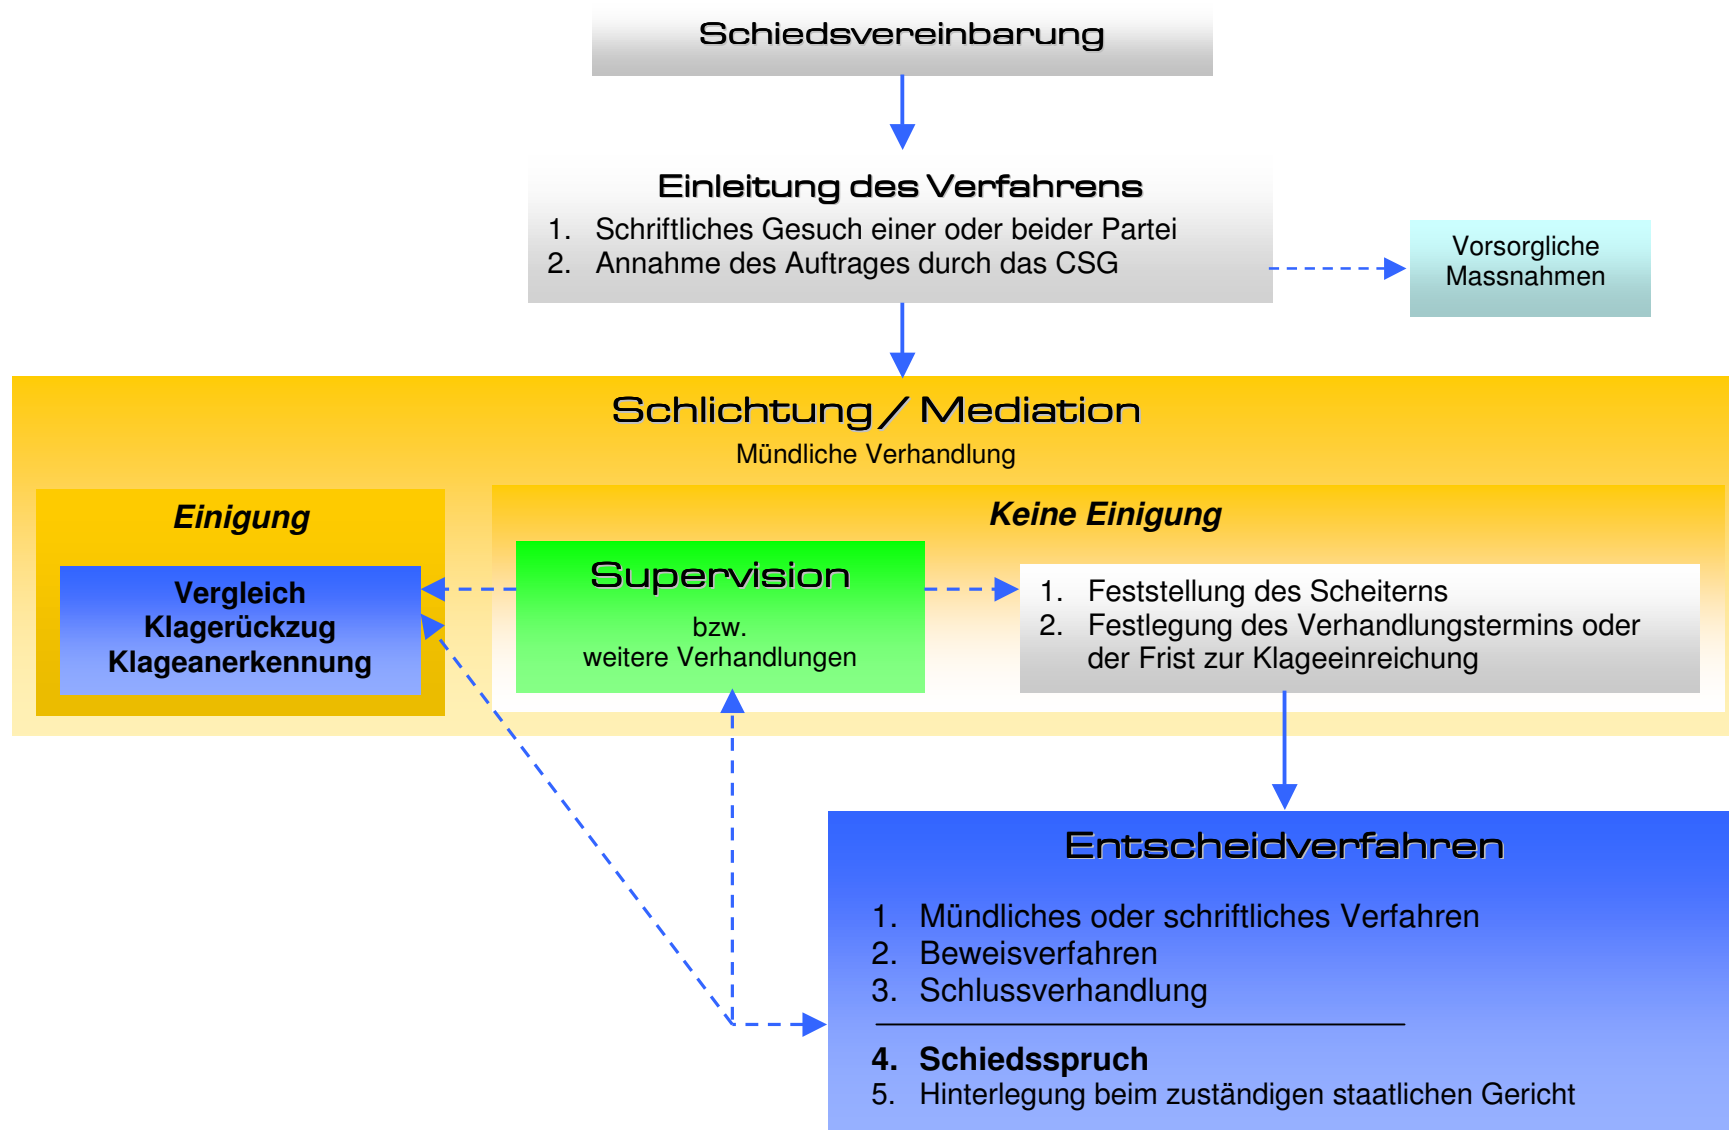 Schiedsvereinbarung
Einleitung des Verfahrens
1. Schriftliches Gesuch einer oder beider Partei
2. Annahme des Auftrages durch das CSG
Vorsorgliche
Massnahmen
Schlichtung / Mediation
Mündliche Verhandlung
Einigung
Vergleich
Klagerückzug
Klageanerkennung
Keine Einigung
Supervision
bzw.
weitere Verhandlungen
1. Feststellung des Scheiterns
2. Festlegung des Verhandlungstermins oder
der Frist zur Klageeinreichung
Entscheidverfahren
1. Mündliches oder schriftliches Verfahren
2. Beweisverfahren
3. Schlussverhandlung
4. Schiedsspruch
5. Hinterlegung beim zuständigen staatlichen Gericht